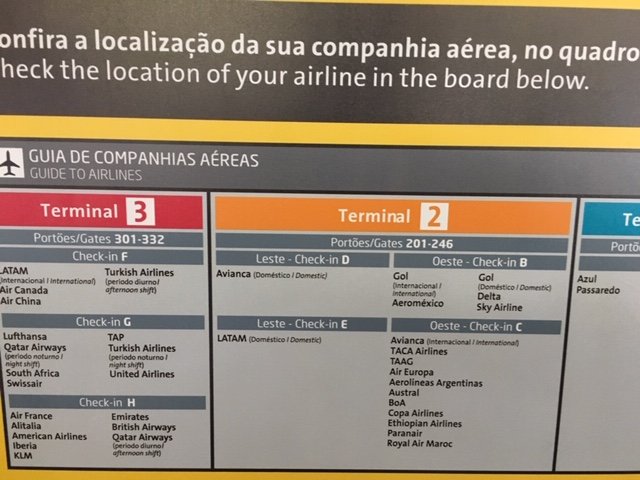 onfira a localização da sua companhia aérea, no quadro
heck the location of your airline in the board below.
GUIA DE COMPANHIAS AÉREAS
GUIDE TO AIRLINES
Terminal 3
Portões/Gates 301-332
Check-in F
LATAM
(Internacional / International)
Air Canada
Air China
Turkish Airlines
(periodo diurno/
afternoon shift)
Check-in G
Lufthansa
Qatar Airways
(periodo noturno /
night shift)
South Africa
Swissair
TAP
Turkish Airlines
(periodo noturno /
night shift)
United Airlines
Check-in H
Air France
Alitalia
American Airlines
Iberia
KLM
Emirates
British Airways
Qatar Airways
(periodo diurno/
afternoon shift)
Terminal 2
Portões/Gates 201-246
Leste - Check-in D
Avianca (Doméstico / Domestic)
Leste - Check-in E
LATAM (Doméstico / Domestic)
Oeste - Check-in B
Gol
(Internacional /
International)
Aeroméxico
Gol
(Doméstico / Domestic)
Delta
Sky Airline
Oeste - Check-in C
Avianca (Internacional / International)
TACA Airlines
TAAG
Air Europa
Aerolineas Argentinas
Austral
BoA
Copa Airlines
Ethiopian Airlines
Paranair
Royal Air Maroc
Te
Portõ
Azul
Passaredo